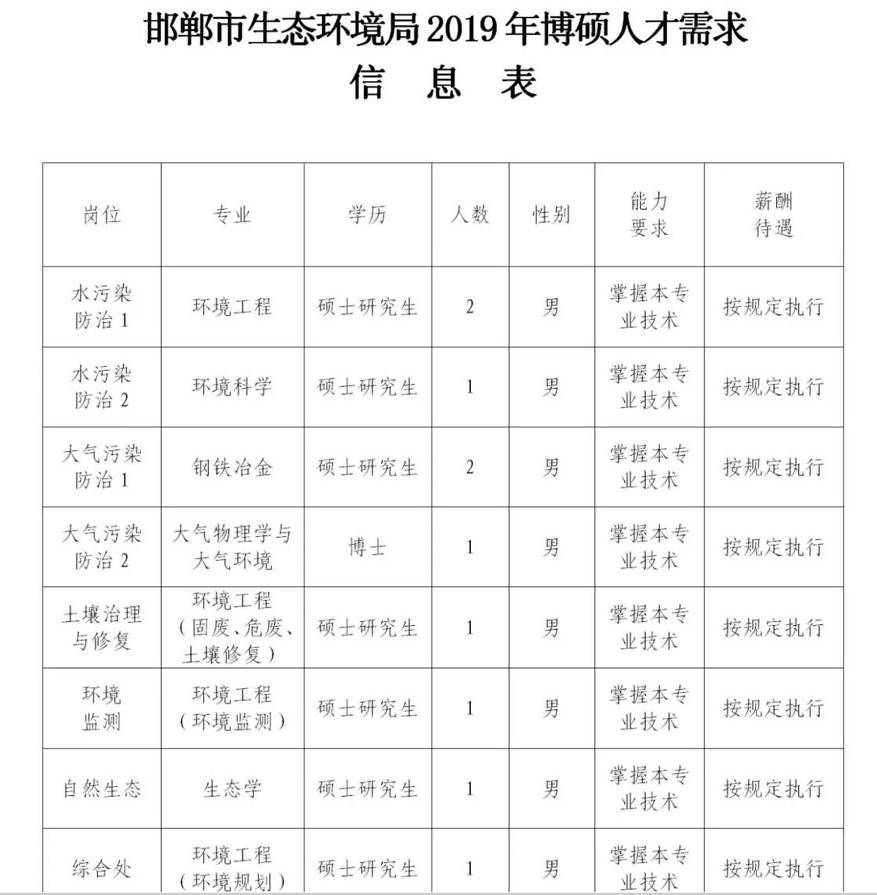 邯郸市生态环境局2019年博硕人才需求
信 息 表
岗位 专业 学历 人数 性别 能力要求 薪酬待遇
水污染防治1 环境工程 硕士研究生 2 男 掌握本专业技术 按规定执行
水污染防治2 环境科学 硕士研究生 1 男 掌握本专业技术 按规定执行
大气污染防治1 钢铁冶金 硕士研究生 2 男 掌握本专业技术 按规定执行
大气污染防治2 大气物理学与大气环境 博士 1 男 掌握本专业技术 按规定执行
土壤治理与修复 环境工程（固废、危废、土壤修复） 硕士研究生 1 男 掌握本专业技术 按规定执行
环境监测 环境工程（环境监测） 硕士研究生 1 男 掌握本专业技术 按规定执行
自然生态 生态学 硕士研究生 1 男 掌握本专业技术 按规定执行
综合处 环境工程（环境规划） 硕士研究生 1 男 掌握本专业技术 按规定执行